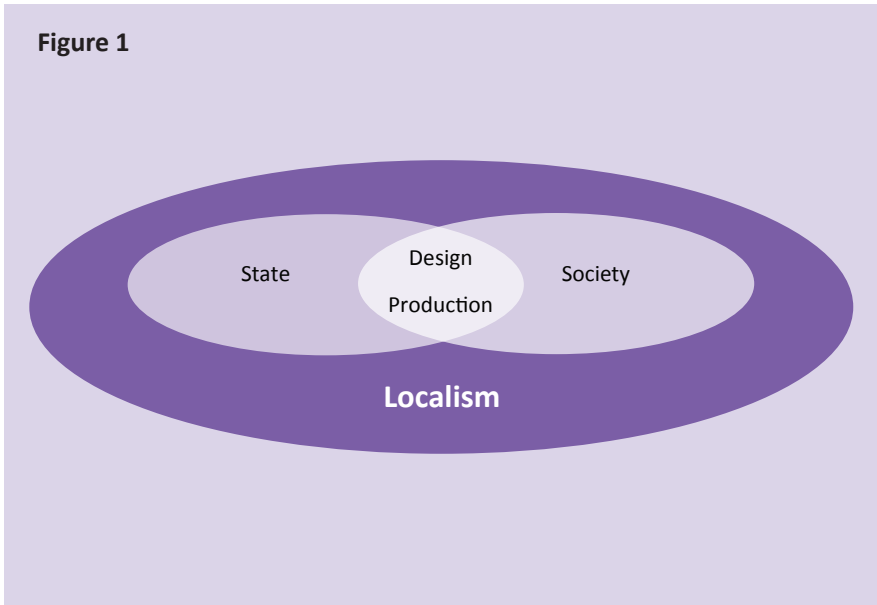 Figure 1
State
Design
Society
Production
Localism